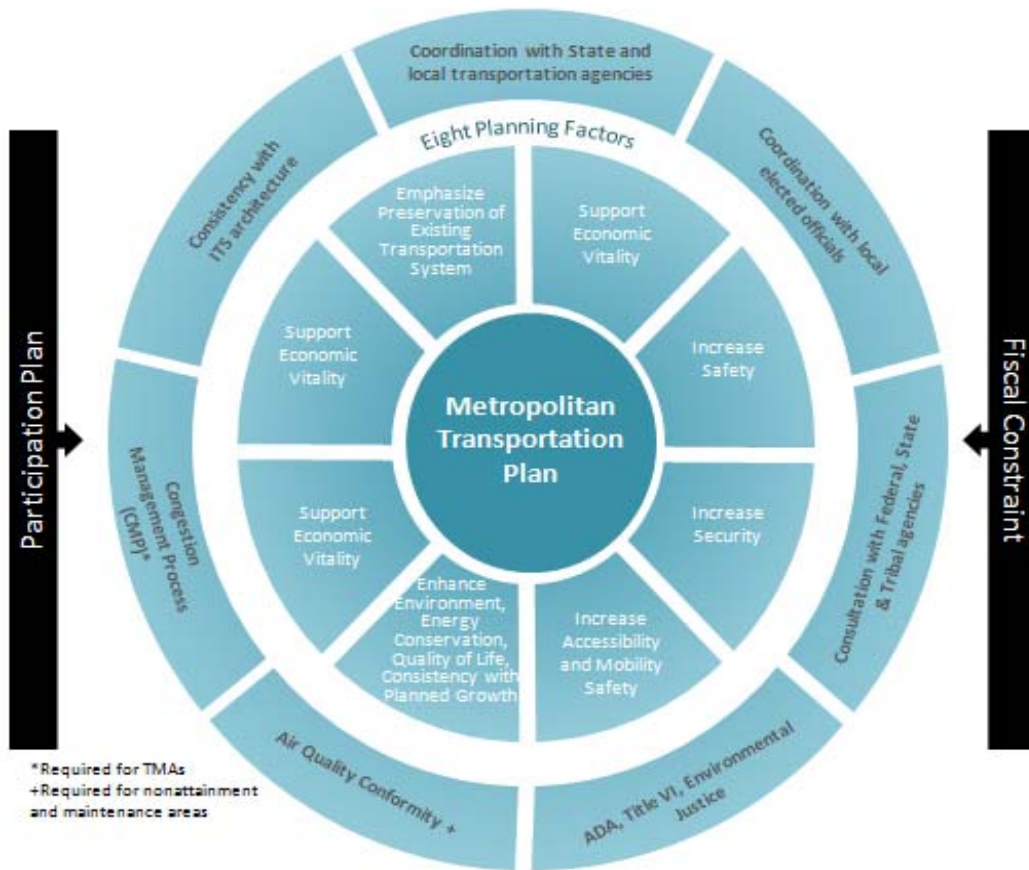 Coordination with State and
local transportation agencies
Coordination with local
elected officials
Consultation with Federal, State
& Tribal agencies
ADA, Title VI, Environmental
Justice
Air Quality Conformity +
Congestion
Management Process
(CMP)*
Consistency with
ITS architecture
Eight Planning Factors
Emphasize
Preservation of
Existing
Transportation
System
Support
Economic
Vitality
Increase
Safety
Increase
Security
Increase
Accessibility
and Mobility
Safety
Enhance
Environment,
Energy
Conservation,
Quality of Life,
Consistency with
Planned Growth
Support
Economic
Vitality
Support
Economic
Vitality
Metropolitan
Transportation
Plan
Participation Plan
Fiscal Constraint
*Required for TMAs
+Required for nonattainment
and maintenance areas